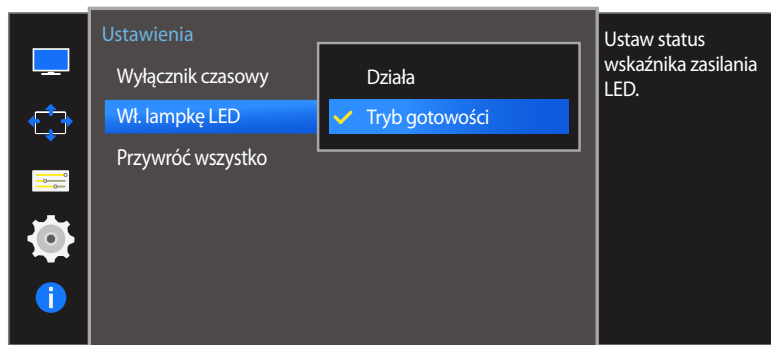 Ustawienia
Wyłącznik czasowy
Wł. lampkę LED
Przywróć wszystko
Działa
Tryb gotowości
Ustaw status
wskaźnika zasilania
LED.